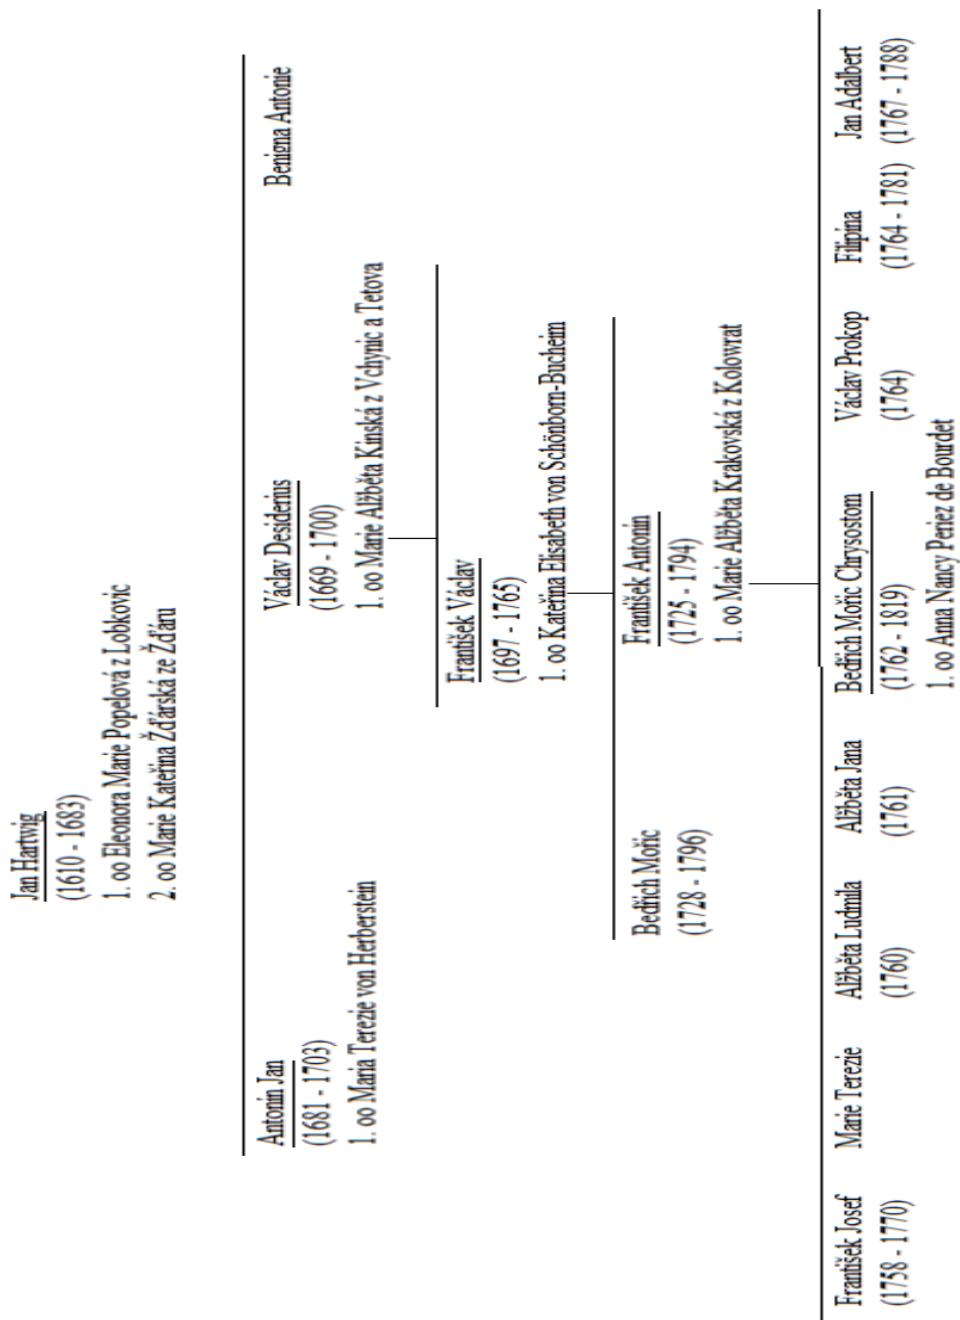 Jan Hartwig
(1610 - 1683)
1. oo Eleonora Marie Popelová z Lobkovic
2. oo Marie Kateřina Žďárská ze Žďáru
Antonín Jan
(1681 - 1703)
1. oo Maria Terezie von Herberstein
Václav Desiderius
(1669 - 1700)
1. oo Marie Alžběta Kinská z Vchynic a Tetova
Benigna Antonie
František Václav
(1697 - 1765)
1. oo Kateřina Elisabeth von Schönborn-Bucheim
Bedřich Mořic
(1728 - 1796)
František Antonín
(1725 - 1794)
1. oo Marie Alžběta Krakovská z Kolowrat
František Josef
(1758 - 1770)
Marie Terezie
Alžběta Ludmila
(1760)
Alžběta Jana
(1761)
Bedřich Mořic Chrysostom
(1762 - 1819)
1. oo Anna Nancy Periez de Bourdet
Václav Prokop
(1764)
Filipina
(1764 - 1781)
Jan Adalbert
(1767 - 1788)